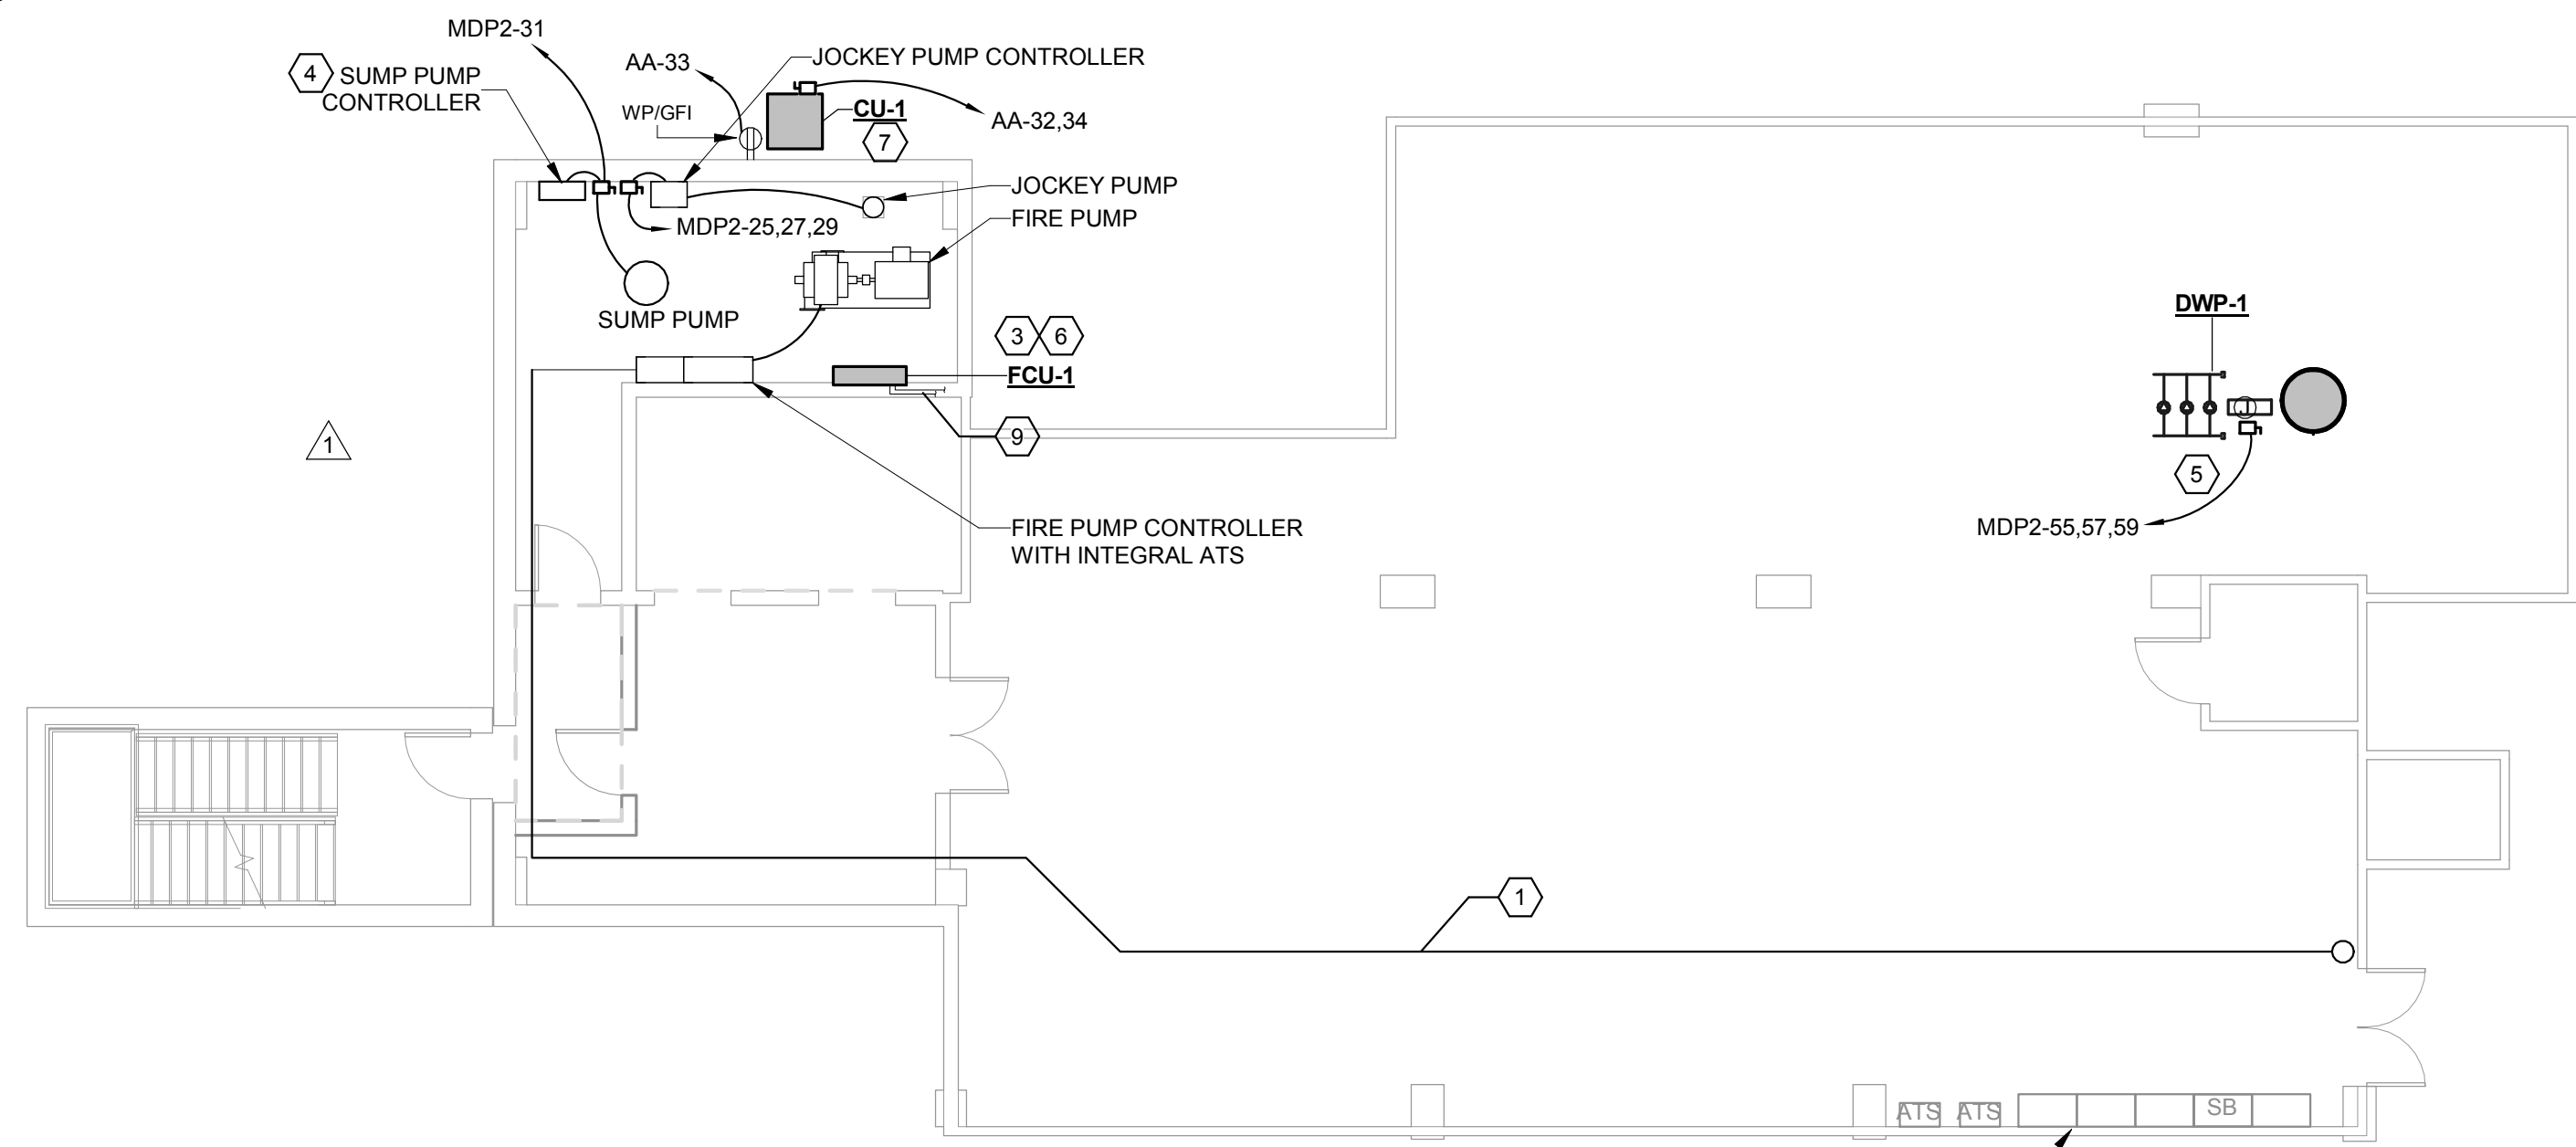 MDP2-31
4
SUMP PUMP
CONTROLLER
AA-33
WP/GFI
JOCKEY PUMP CONTROLLER
CU-1
7
AA-32,34
JOCKEY PUMP
FIRE PUMP
MDP2-25,27,29
SUMP PUMP
3
6
FCU-1
9
1
FIRE PUMP CONTROLLER
WITH INTEGRAL ATS
DWP-1
5
MDP2-55,57,59
1
ATS
ATS
SB